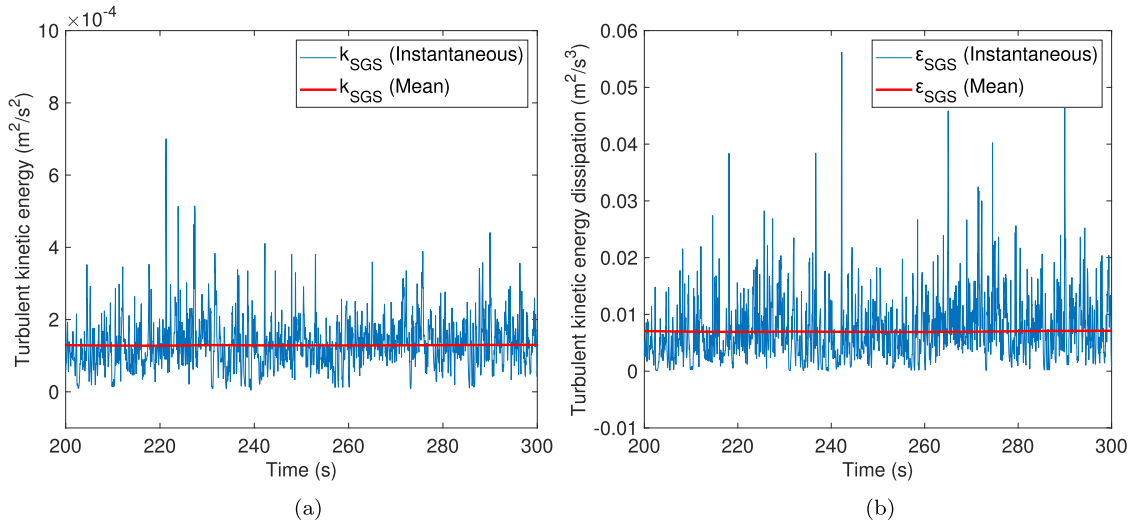 ×10⁻⁴
10
8
6
4
2
0
200
220
240
260
280
300
Turbulent kinetic energy (m²/s²)
Time (s)
k_SGS (Instantaneous)
k_SGS (Mean)
(a)
0.06
0.05
0.04
0.03
0.02
0.01
0
-0.01
200
220
240
260
280
300
Turbulent kinetic energy dissipation (m²/s³)
Time (s)
ε_SGS (Instantaneous)
ε_SGS (Mean)
(b)